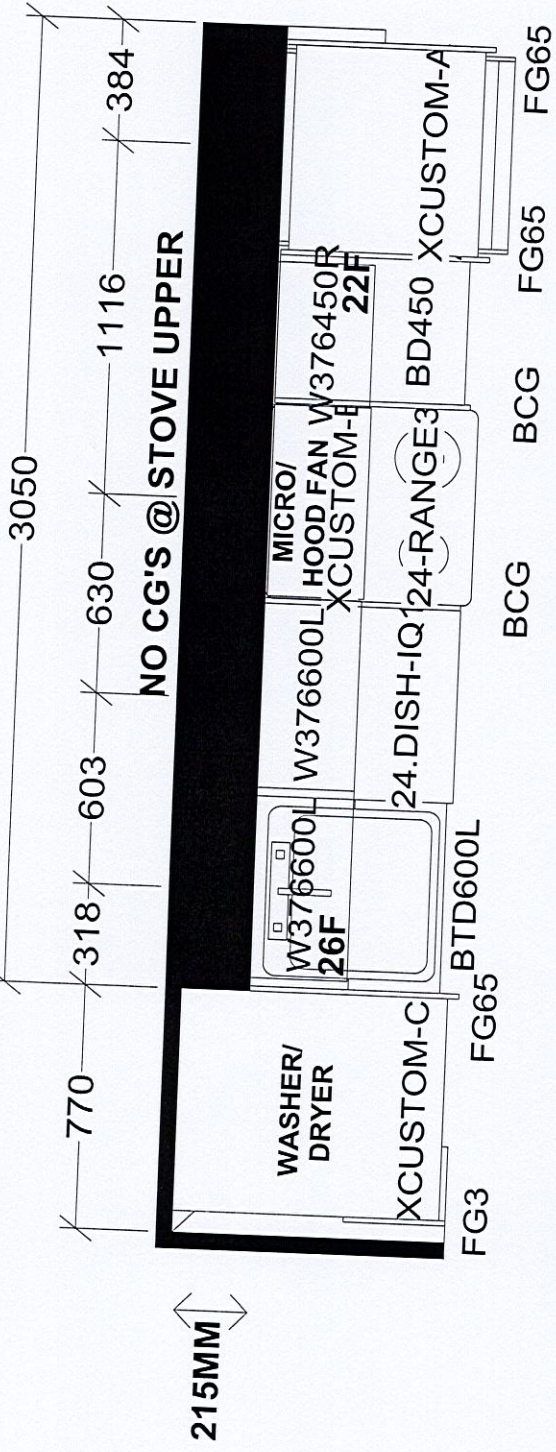 3050
770
318
603
630
1116
384
NO CG'S @ STOVE UPPER
215MM
WASHER/
DRYER
XCUSTOM-C
W376600L
26F
W376600L
24.DISH-IQ1
MICRO/
HOOD FAN
XCUSTOM-B
24-RANGE3
W376450R
22F
BD450
XCUSTOM-A
FG3
FG65
BTD600L
BCG
BCG
FG65
FG65